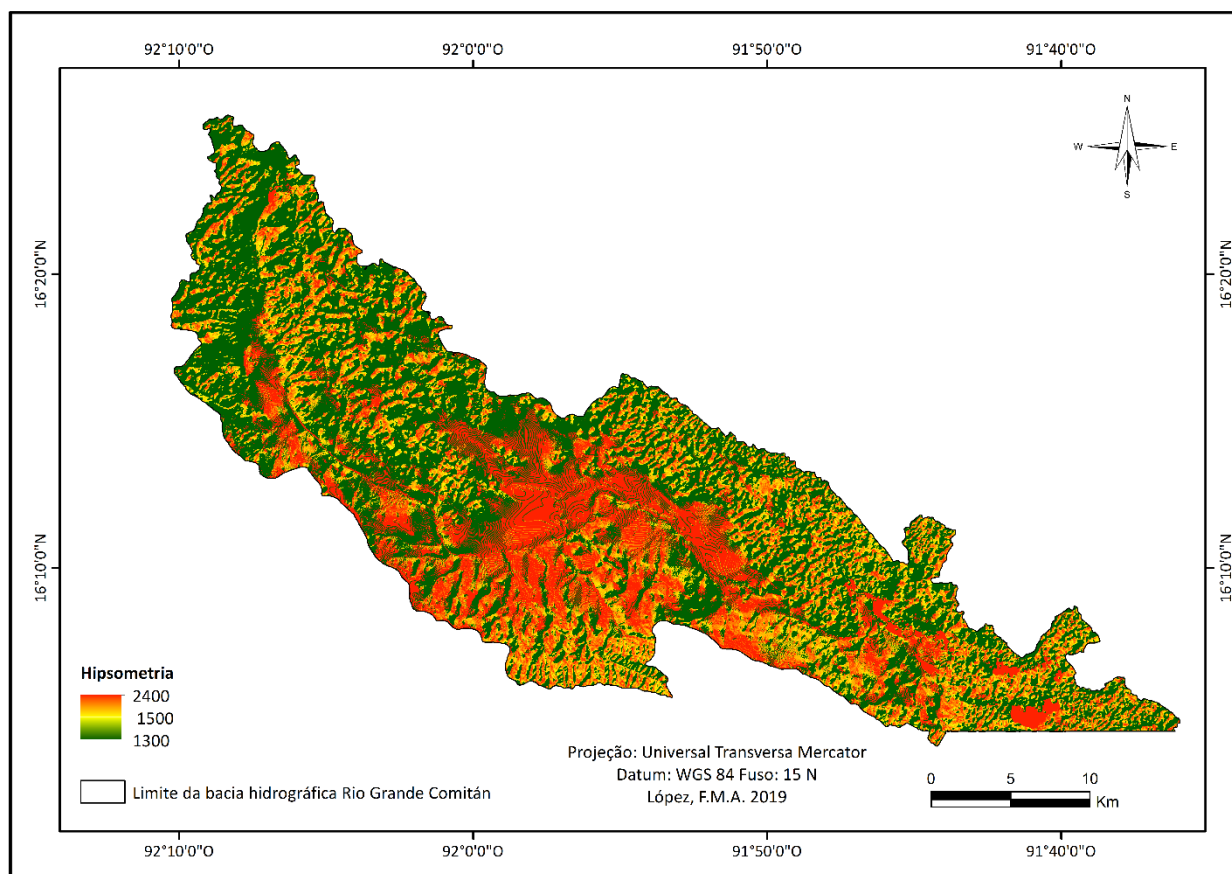 92°10'0"O 92°0'0"O 91°50'0"O 91°40'0"O
N
W E
S
16°20'0"N 16°20'0"N
16°10'0"N 16°10'0"N
Hipsometria
2400
1500
1300
Limite da bacia hidrográfica Rio Grande Comitán
Projeção: Universal Transversa Mercator
Datum: WGS 84 Fuso: 15 N
López, F.M.A. 2019
0 5 10
Km
92°10'0"O 92°0'0"O 91°50'0"O 91°40'0"O